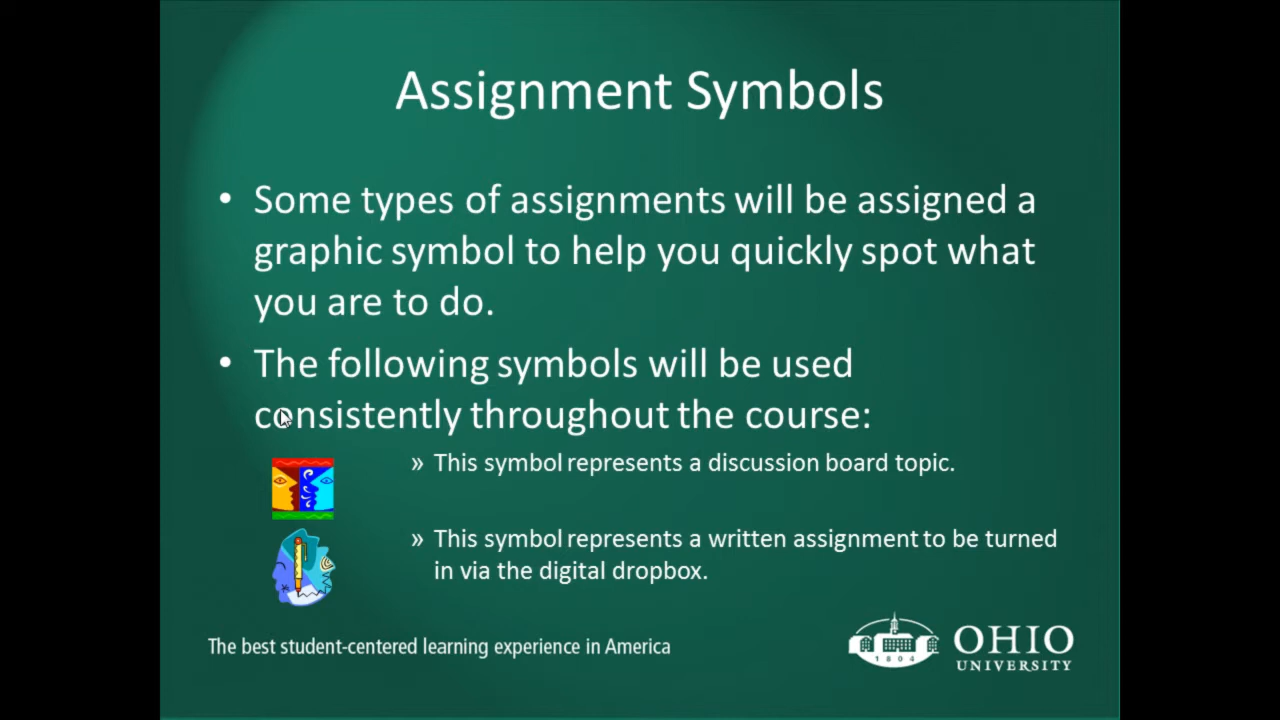 Assignment Symbols
• Some types of assignments will be assigned a
graphic symbol to help you quickly spot what
you are to do.
• The following symbols will be used
consistently throughout the course:
» This symbol represents a discussion board topic.
» This symbol represents a written assignment to be turned
in via the digital dropbox.
The best student-centered learning experience in America
1804
OHIO
UNIVERSITY